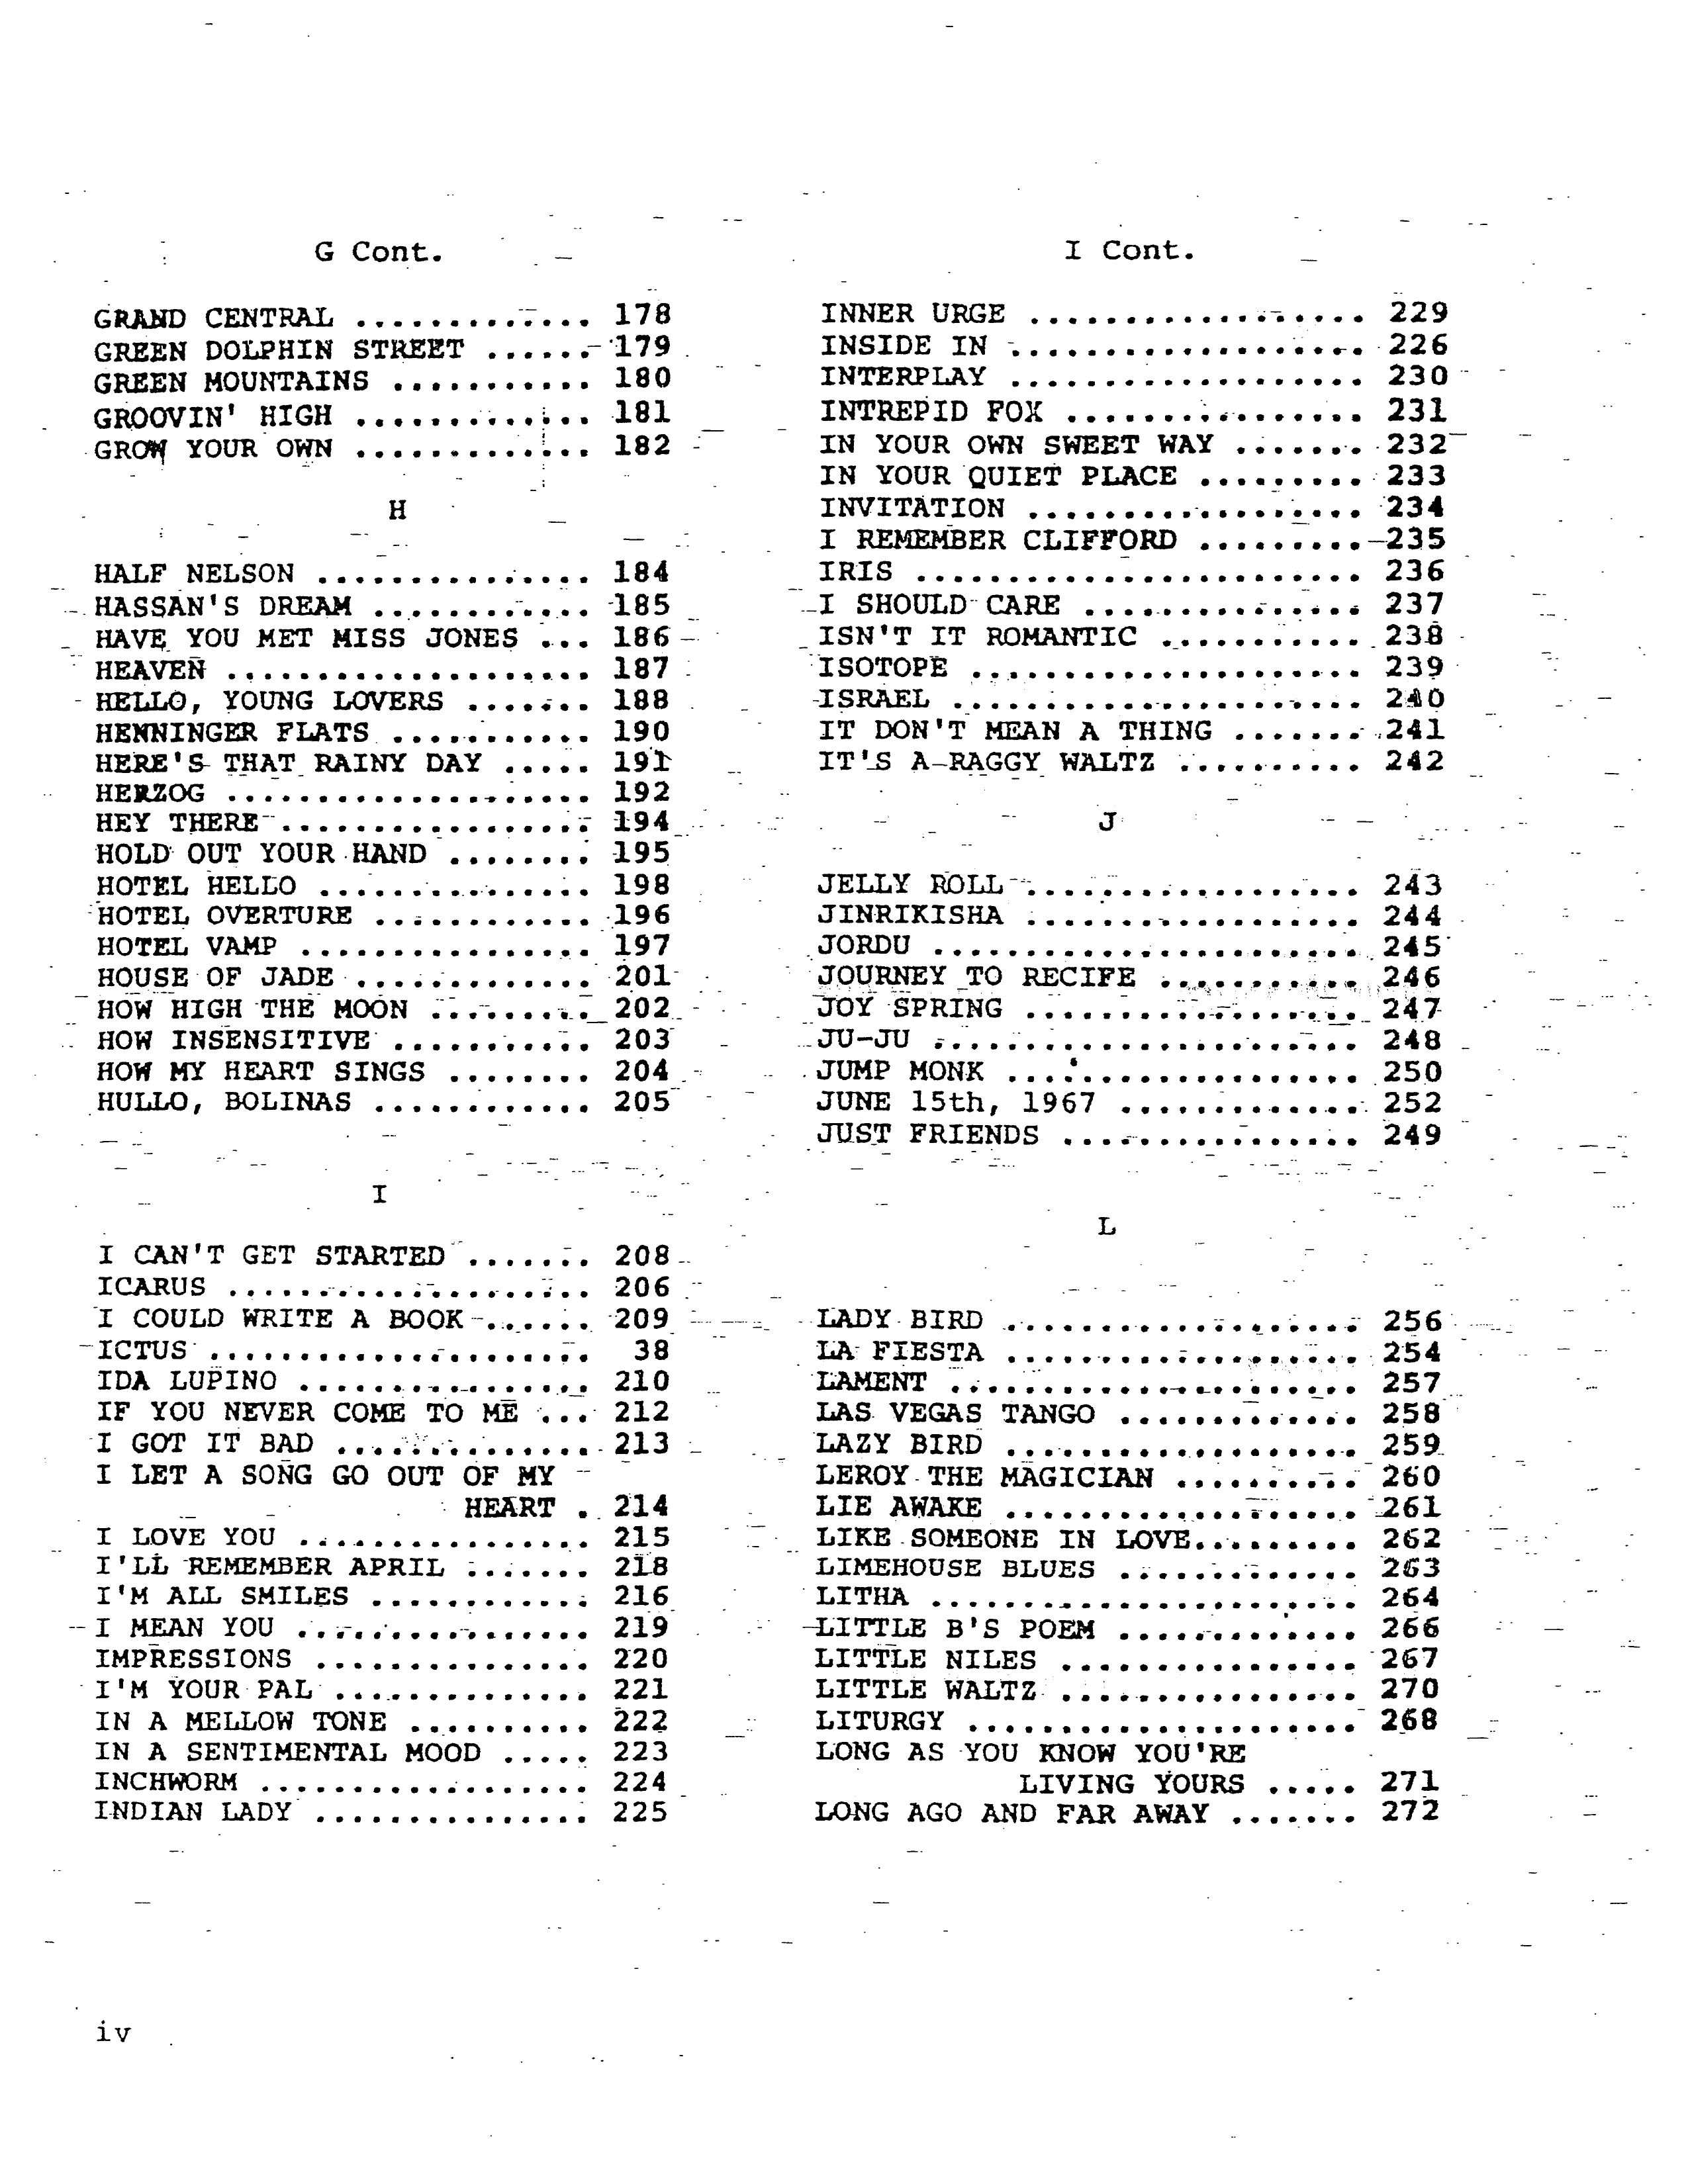 G Cont.
GRAND CENTRAL ............. 178
GREEN DOLPHIN STREET ...... 179
GREEN MOUNTAINS ........... 180
GROOVIN' HIGH ............. 181
GROW YOUR OWN ............. 182
H
HALF NELSON ............... 184
HASSAN'S DREAM ............ 185
HAVE YOU MET MISS JONES ... 186
HEAVEN .................... 187
HELLO, YOUNG LOVERS ....... 188
HENNINGER FLATS ........... 190
HERE'S THAT RAINY DAY ..... 191
HERZOG .................... 192
HEY THERE ................. 194
HOLD OUT YOUR HAND ........ 195
HOTEL HELLO ............... 198
HOTEL OVERTURE ............ 196
HOTEL VAMP ................ 197
HOUSE OF JADE ............. 201
HOW HIGH THE MOON ......... 202
HOW INSENSITIVE ........... 203
HOW MY HEART SINGS ........ 204
HULLO, BOLINAS ............ 205
I
I CAN'T GET STARTED ....... 208
ICARUS .................... 206
I COULD WRITE A BOOK ...... 209
ICTUS ..................... 38
IDA LUPINO ................ 210
IF YOU NEVER COME TO ME ... 212
I GOT IT BAD .............. 213
I LET A SONG GO OUT OF MY
HEART . 214
I LOVE YOU ................ 215
I'LL REMEMBER APRIL ....... 218
I'M ALL SMILES ............ 216
I MEAN YOU ................ 219
IMPRESSIONS ............... 220
I'M YOUR PAL .............. 221
IN A MELLOW TONE .......... 222
IN A SENTIMENTAL MOOD ..... 223
INCHWORM .................. 224
INDIAN LADY ............... 225
I Cont.
INNER URGE .................. 229
INSIDE IN ................... 226
INTERPLAY ................... 230
INTREPID FOX ................ 231
IN YOUR OWN SWEET WAY ....... 232
IN YOUR QUIET PLACE ......... 233
INVITATION .................. 234
I REMEMBER CLIFFORD ......... 235
IRIS ........................ 236
I SHOULD CARE ............... 237
ISN'T IT ROMANTIC ........... 238
ISOTOPE ..................... 239
ISRAEL ...................... 240
IT DON'T MEAN A THING ....... 241
IT'S A RAGGY WALTZ .......... 242
J
JELLY ROLL .................. 243
JINRIKISHA .................. 244
JORDU ....................... 245
JOURNEY TO RECIFE ........... 246
JOY SPRING .................. 247
JU-JU ....................... 248
JUMP MONK ................... 250
JUNE 15th, 1967 ............. 252
JUST FRIENDS ................ 249
L
LADY BIRD ................... 256
LA FIESTA ................... 254
LAMENT ...................... 257
LAS VEGAS TANGO ............. 258
LAZY BIRD ................... 259
LEROY THE MAGICIAN .......... 260
LIE AWAKE ................... 261
LIKE SOMEONE IN LOVE......... 262
LIMEHOUSE BLUES ............. 263
LITHA ....................... 264
LITTLE B'S POEM ............. 266
LITTLE NILES ................ 267
LITTLE WALTZ ................ 270
LITURGY ..................... 268
LONG AS YOU KNOW YOU'RE
LIVING YOURS ..... 271
LONG AGO AND FAR AWAY ....... 272
iv